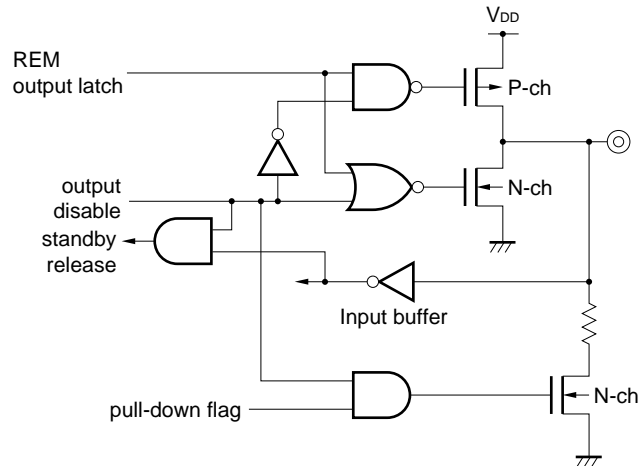 VDD
REM
output latch
P-ch
output
disable
N-ch
standby
release
Input buffer
N-ch
pull-down flag